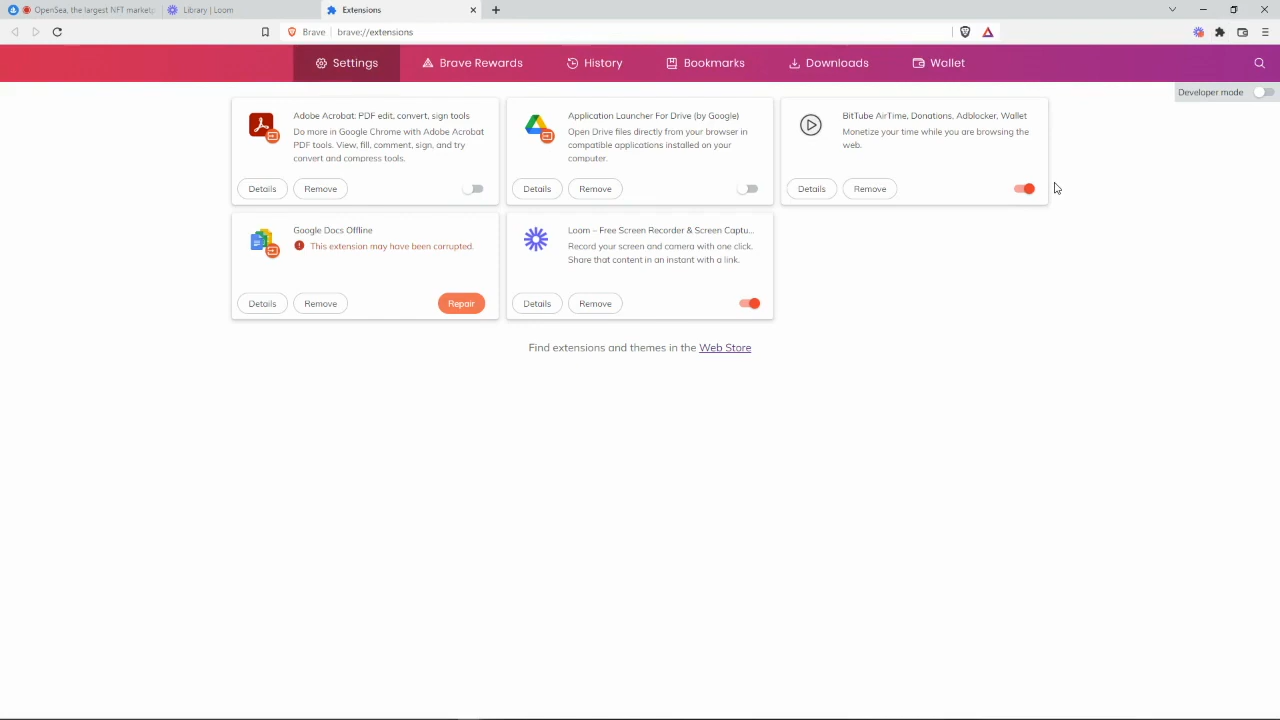 OpenSea, the largest NFT marketp
Library | Loom
Extensions
Brave
brave://extensions
Settings
Brave Rewards
History
Bookmarks
Downloads
Wallet
Developer mode
Adobe Acrobat: PDF edit, convert, sign tools
Do more in Google Chrome with Adobe Acrobat
PDF tools. View, fill, comment, sign, and try
convert and compress tools.
Details
Remove
Application Launcher For Drive (by Google)
Open Drive files directly from your browser in
compatible applications installed on your
computer.
Details
Remove
BitTube AirTime, Donations, Adblocker, Wallet
Monetize your time while you are browsing the
web.
Details
Remove
Google Docs Offline
This extension may have been corrupted.
Details
Remove
Repair
Loom – Free Screen Recorder & Screen Captu...
Record your screen and camera with one click.
Share that content in an instant with a link.
Details
Remove
Find extensions and themes in the Web Store